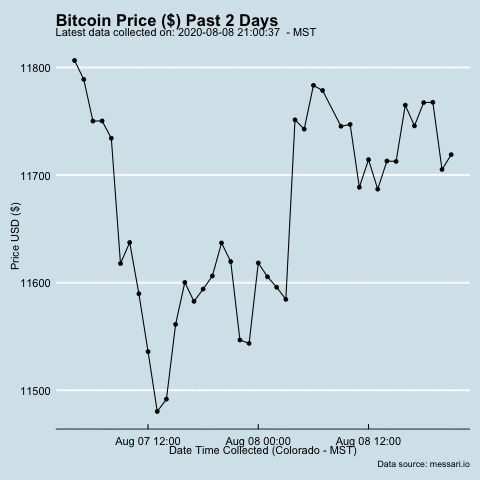 Bitcoin Price ($) Past 2 Days
Latest data collected on: 2020-08-08 21:00:37  - MST
11800
11700
11600
11500
Price USD ($)
Aug 07 12:00 Aug 08 00:00 Aug 08 12:00
Date Time Collected (Colorado - MST)
Data source: messari.io